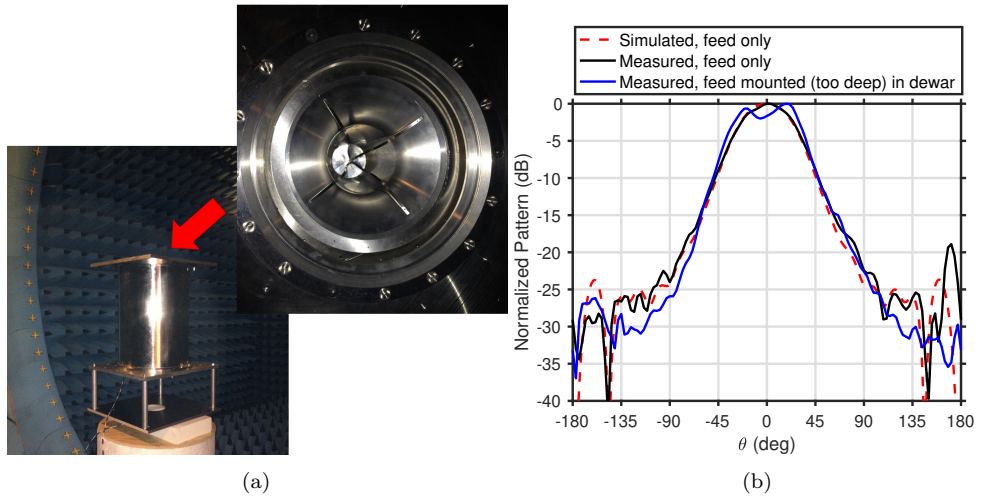 Simulated, feed only
Measured, feed only
Measured, feed mounted (too deep) in dewar
Normalized Pattern (dB)
0
-5
-10
-15
-20
-25
-30
-35
-40
-180 -135 -90 -45 0 45 90 135 180
θ (deg)
(a)
(b)